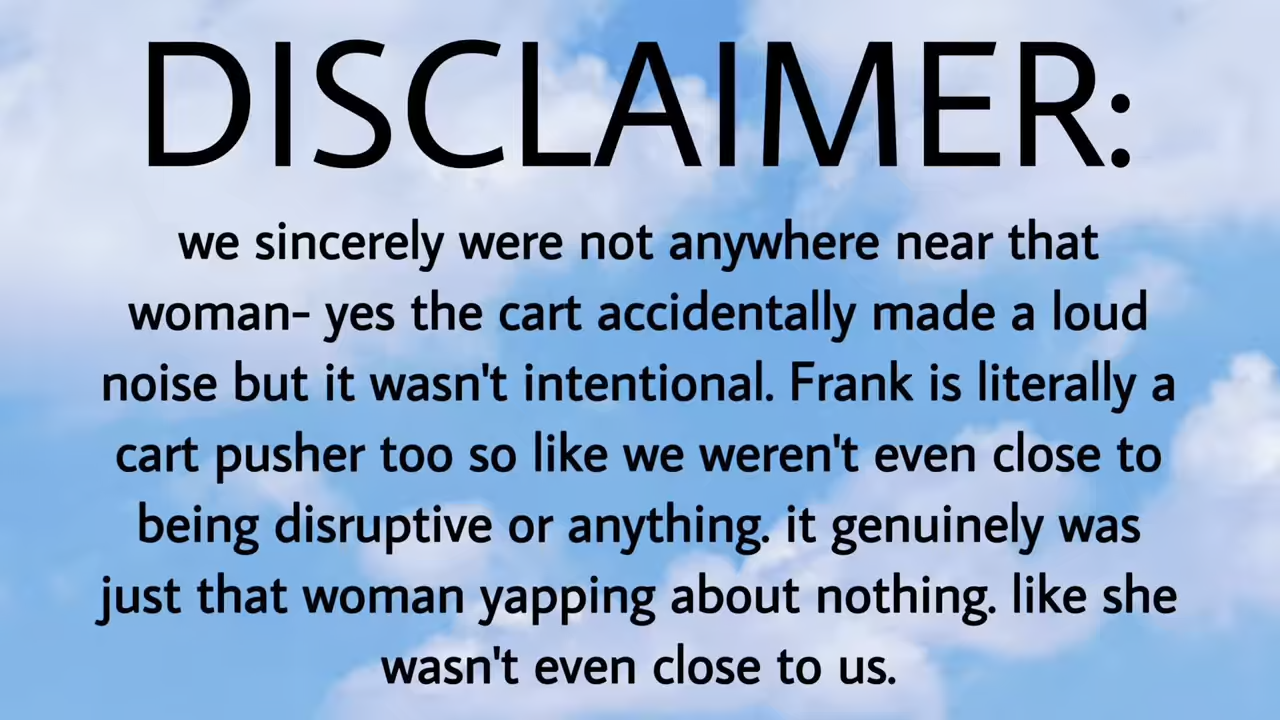 DISCLAIMER:
we sincerely were not anywhere near that
woman- yes the cart accidentally made a loud
noise but it wasn't intentional. Frank is literally a
cart pusher too so like we weren't even close to
being disruptive or anything. it genuinely was
just that woman yapping about nothing. like she
wasn't even close to us.